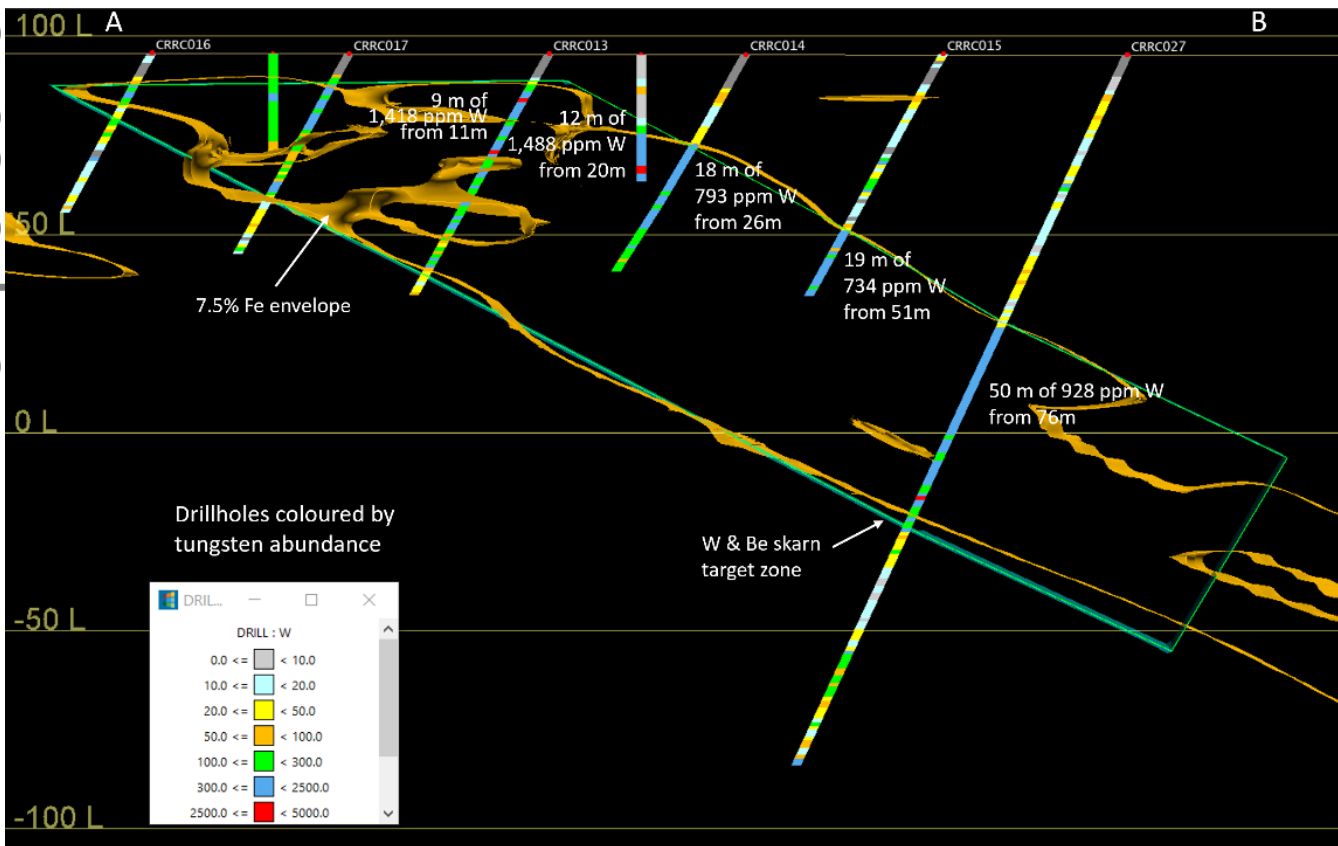 100 L
A
B
CRRC016
CRRC017
CRRC013
CRRC014
CRRC015
CRRC027
9 m of
1,418 ppm W
from 11m
12 m of
1,488 ppm W
from 20m
18 m of
793 ppm W
from 26m
50 L
19 m of
734 ppm W
from 51m
7.5% Fe envelope
50 m of 928 ppm W
from 76m
0 L
Drillholes coloured by
tungsten abundance
W & Be skarn
target zone
DRIL...
DRILL : W
0.0 <= < 10.0
10.0 <= < 20.0
20.0 <= < 50.0
50.0 <= < 100.0
100.0 <= < 300.0
300.0 <= < 2500.0
2500.0 <= < 5000.0
-50 L
-100 L